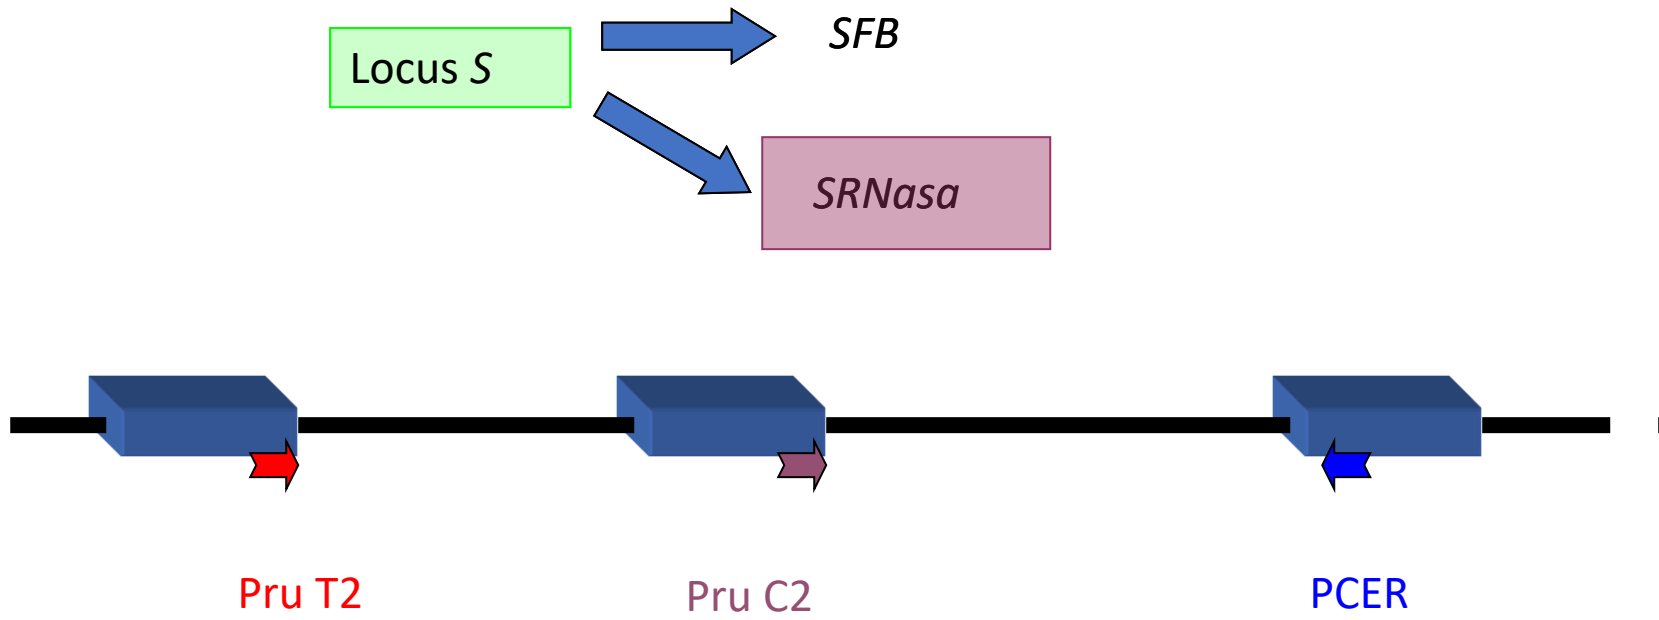 SFB
Locus S
SRNasa
Pru T2
Pru C2
PCER